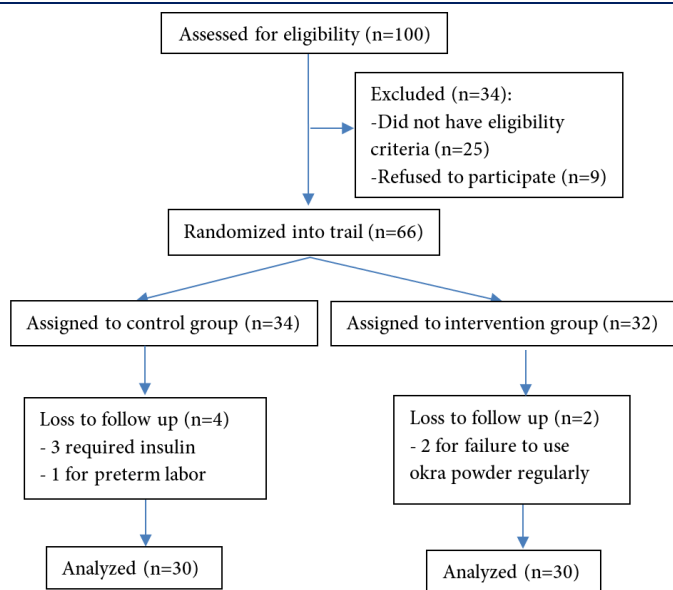 Assessed for eligibility (n=100)
Excluded (n=34):
-Did not have eligibility
criteria (n=25)
-Refused to participate (n=9)
Randomized into trail (n=66)
Assigned to control group (n=34)
Assigned to intervention group (n=32)
Loss to follow up (n=4)
- 3 required insulin
- 1 for preterm labor
Loss to follow up (n=2)
- 2 for failure to use
okra powder regularly
Analyzed (n=30)
Analyzed (n=30)